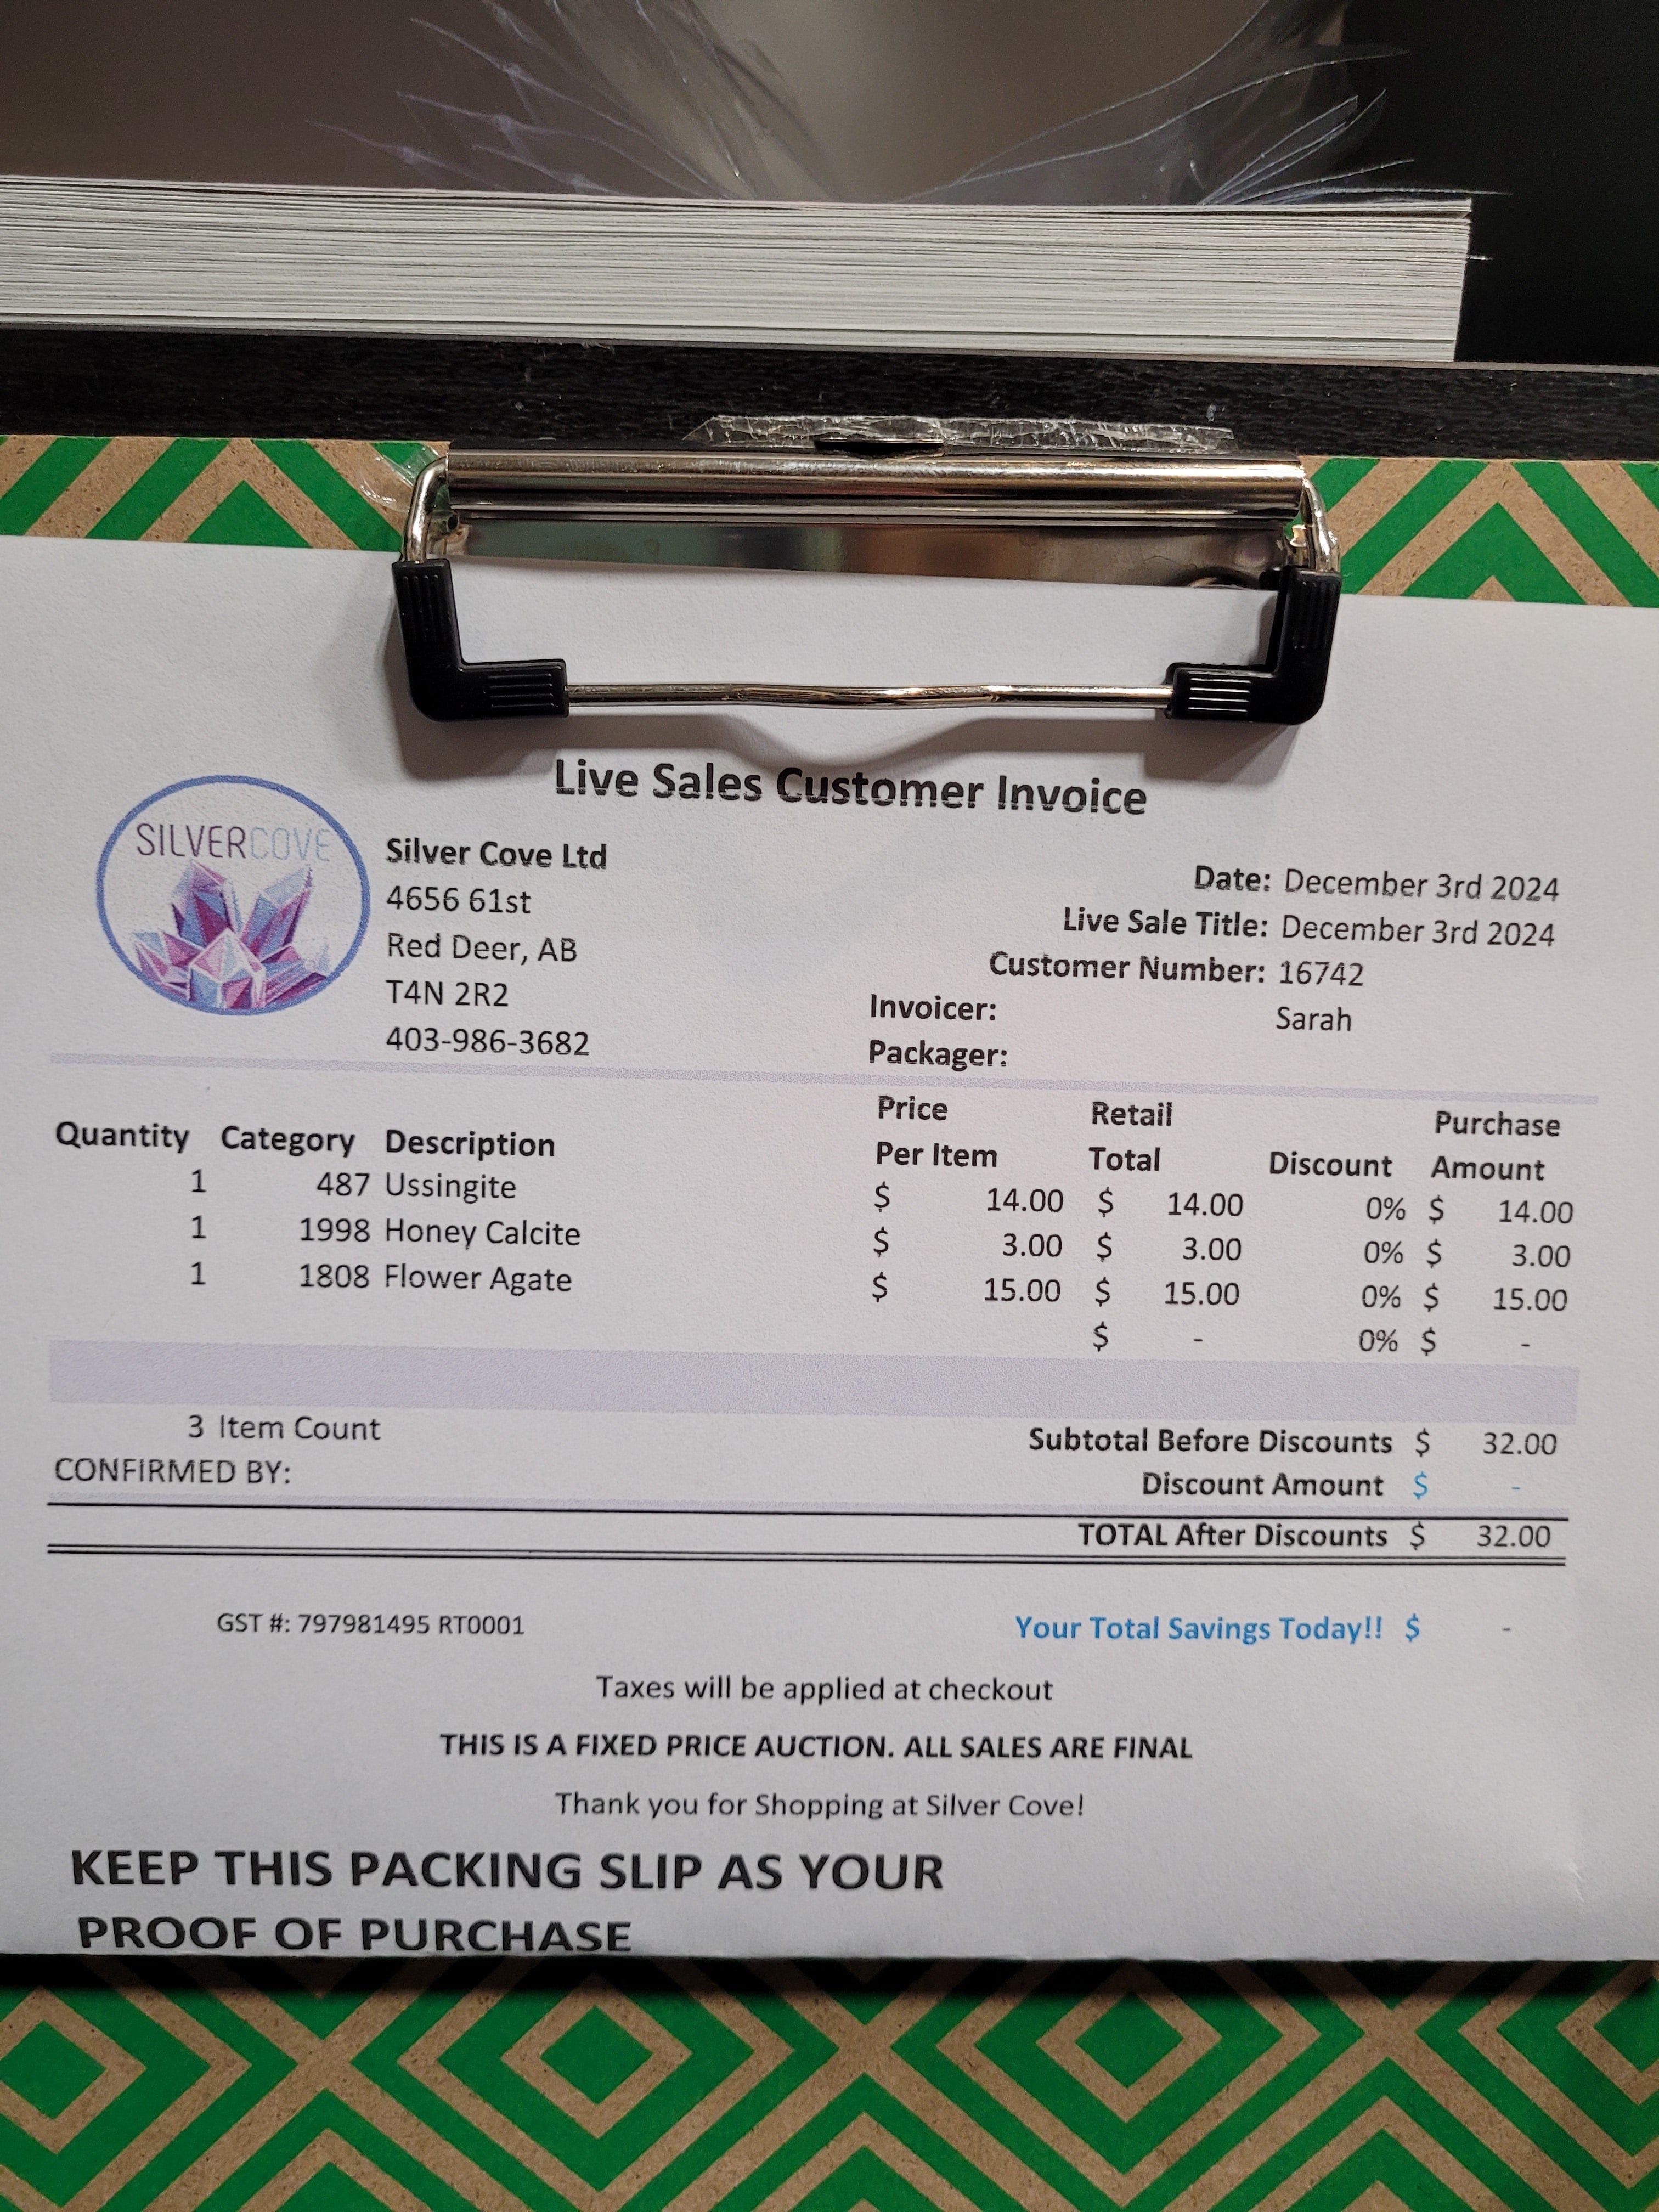 Live Sales Customer Invoice
SILVERCOVE
Silver Cove Ltd
4656 61st
Red Deer, AB
T4N 2R2
403-986-3682
Date: December 3rd 2024
Live Sale Title: December 3rd 2024
Customer Number: 16742
Invoicer: Sarah
Packager:
Quantity Category Description Price Per Item Retail Total Discount Purchase Amount
1 487 Ussingite $ 14.00 $ 14.00 0% $ 14.00
1 1998 Honey Calcite $ 3.00 $ 3.00 0% $ 3.00
1 1808 Flower Agate $ 15.00 $ 15.00 0% $ 15.00
$ - 0% $ -
3 Item Count Subtotal Before Discounts $ 32.00
CONFIRMED BY: Discount Amount $ -
TOTAL After Discounts $ 32.00
GST #: 797981495 RT0001 Your Total Savings Today!! $ -
Taxes will be applied at checkout
THIS IS A FIXED PRICE AUCTION. ALL SALES ARE FINAL
Thank you for Shopping at Silver Cove!
KEEP THIS PACKING SLIP AS YOUR
PROOF OF PURCHASE